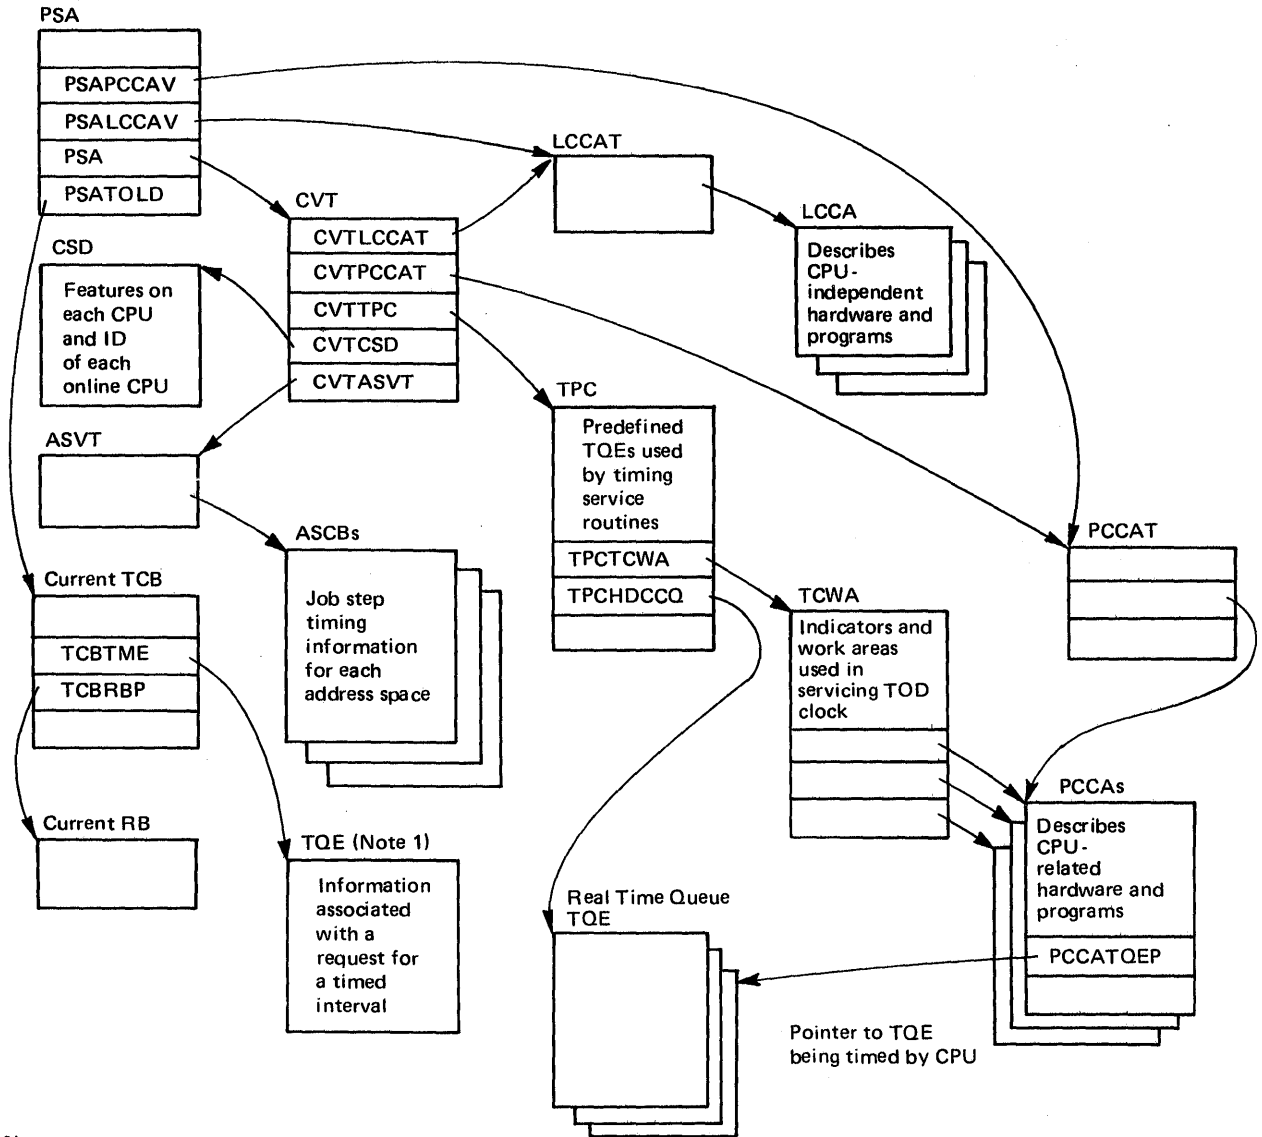 PSA
PSAPCCAV
PSALCCAV
PSA
PSATOLD
LCCAT
CVT
CVTLCCAT
CVTPCCAT
CVTTPC
CVTCSD
CVTASVT
LCCA
Describes
CPU-
independent
hardware and
programs
CSD
Features on
each CPU
and ID
of each
online CPU
TPC
Predefined
TQEs used
by timing
service
routines
TPCTCWA
TPCHDCCQ
ASVT
ASCBs
Job step
timing
information
for each
address space
PCCAT
Current TCB
TCBTME
TCBRBP
TCWA
Indicators and
work areas
used in
servicing TOD
clock
PCCAs
Describes
CPU-
related
hardware and
programs
PCCATQEP
Current RB
TQE (Note 1)
Information
associated
with a
request for
a timed
interval
Real Time Queue
TQE
Pointer to TQE
being timed by CPU